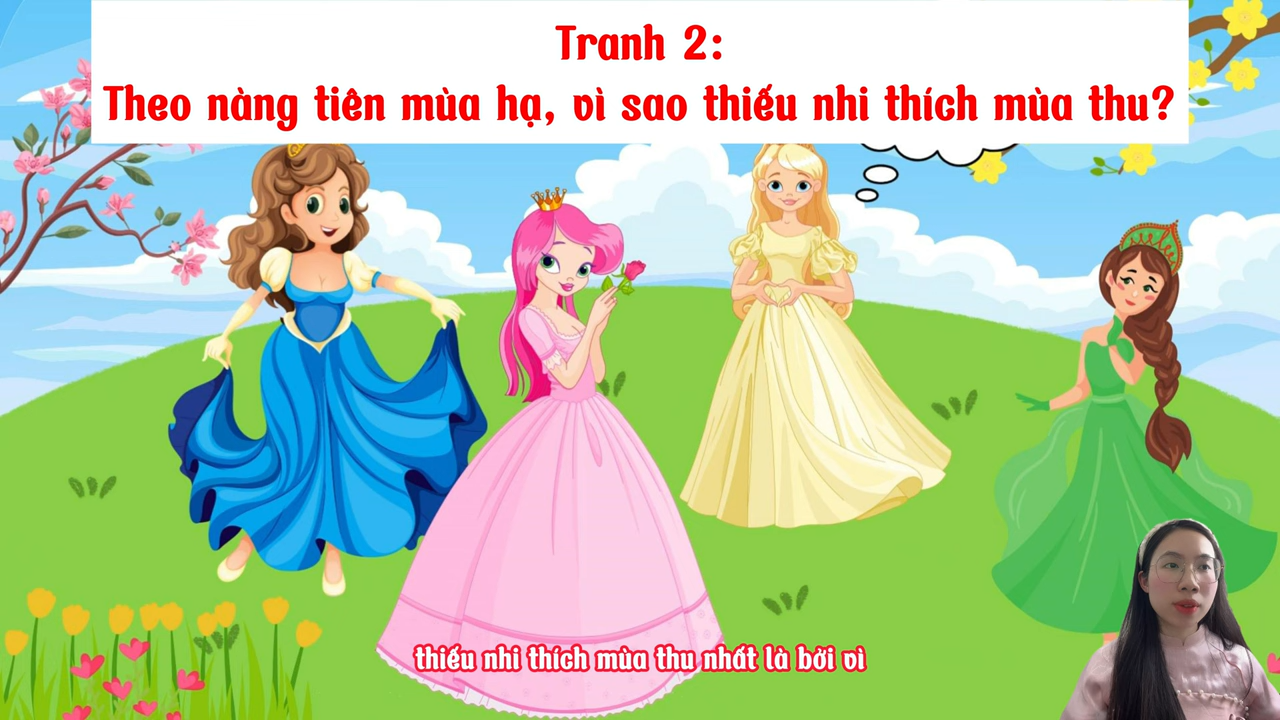 Tranh 2:
Theo nàng tiên mùa hạ, vì sao thiếu nhi thích mùa thu?
thiếu nhi thích mùa thu nhất là bởi vì